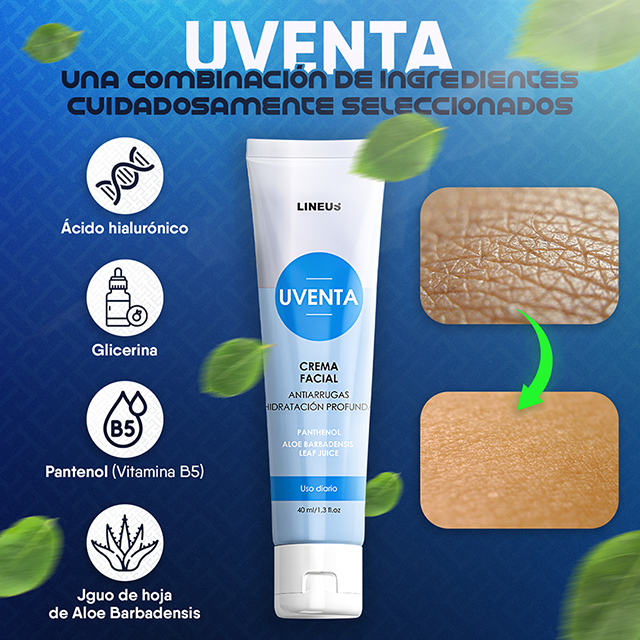 UVENTA
UNA COMBINACIÓN DE INGREDIENTES
CUIDADOSAMENTE SELECCIONADOS
Ácido hialurónico
Glicerina
B5
Pantenol (Vitamina B5)
Jguo de hoja
de Aloe Barbadensis
LINEUS
UVENTA
CREMA
FACIAL
ANTIARRUGAS
HIDRATACIÓN PROFUNDA
PANTHENOL
ALOE BARBADENSIS
LEAF JUICE
Uso diario
40 ml/1,3 fl.oz